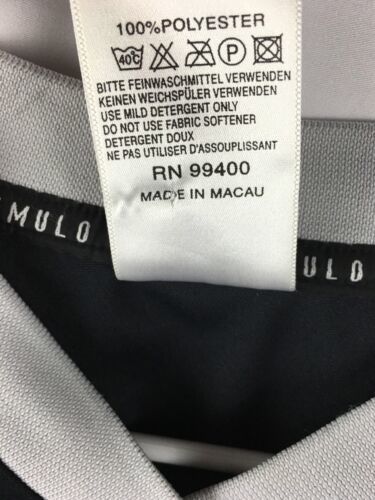 100%POLYESTER
40°C P
BITTE FEINWASCHMITTEL VERWENDEN
KEINEN WEICHSPÜLER VERWENDEN
USE MILD DETERGENT ONLY
DO NOT USE FABRIC SOFTENER
DETERGENT DOUX
NE PAS UTILISER D'ASSOUPLISSANT
RN 99400
MADE IN MACAU
MULO
ULO